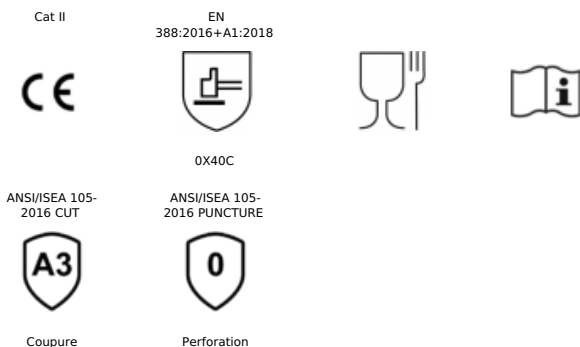 Cat II
EN
388:2016+A1:2018
CE
i
0X40C
ANSI/ISEA 105-
2016 CUT
ANSI/ISEA 105-
2016 PUNCTURE
A3
0
Coupure
Perforation